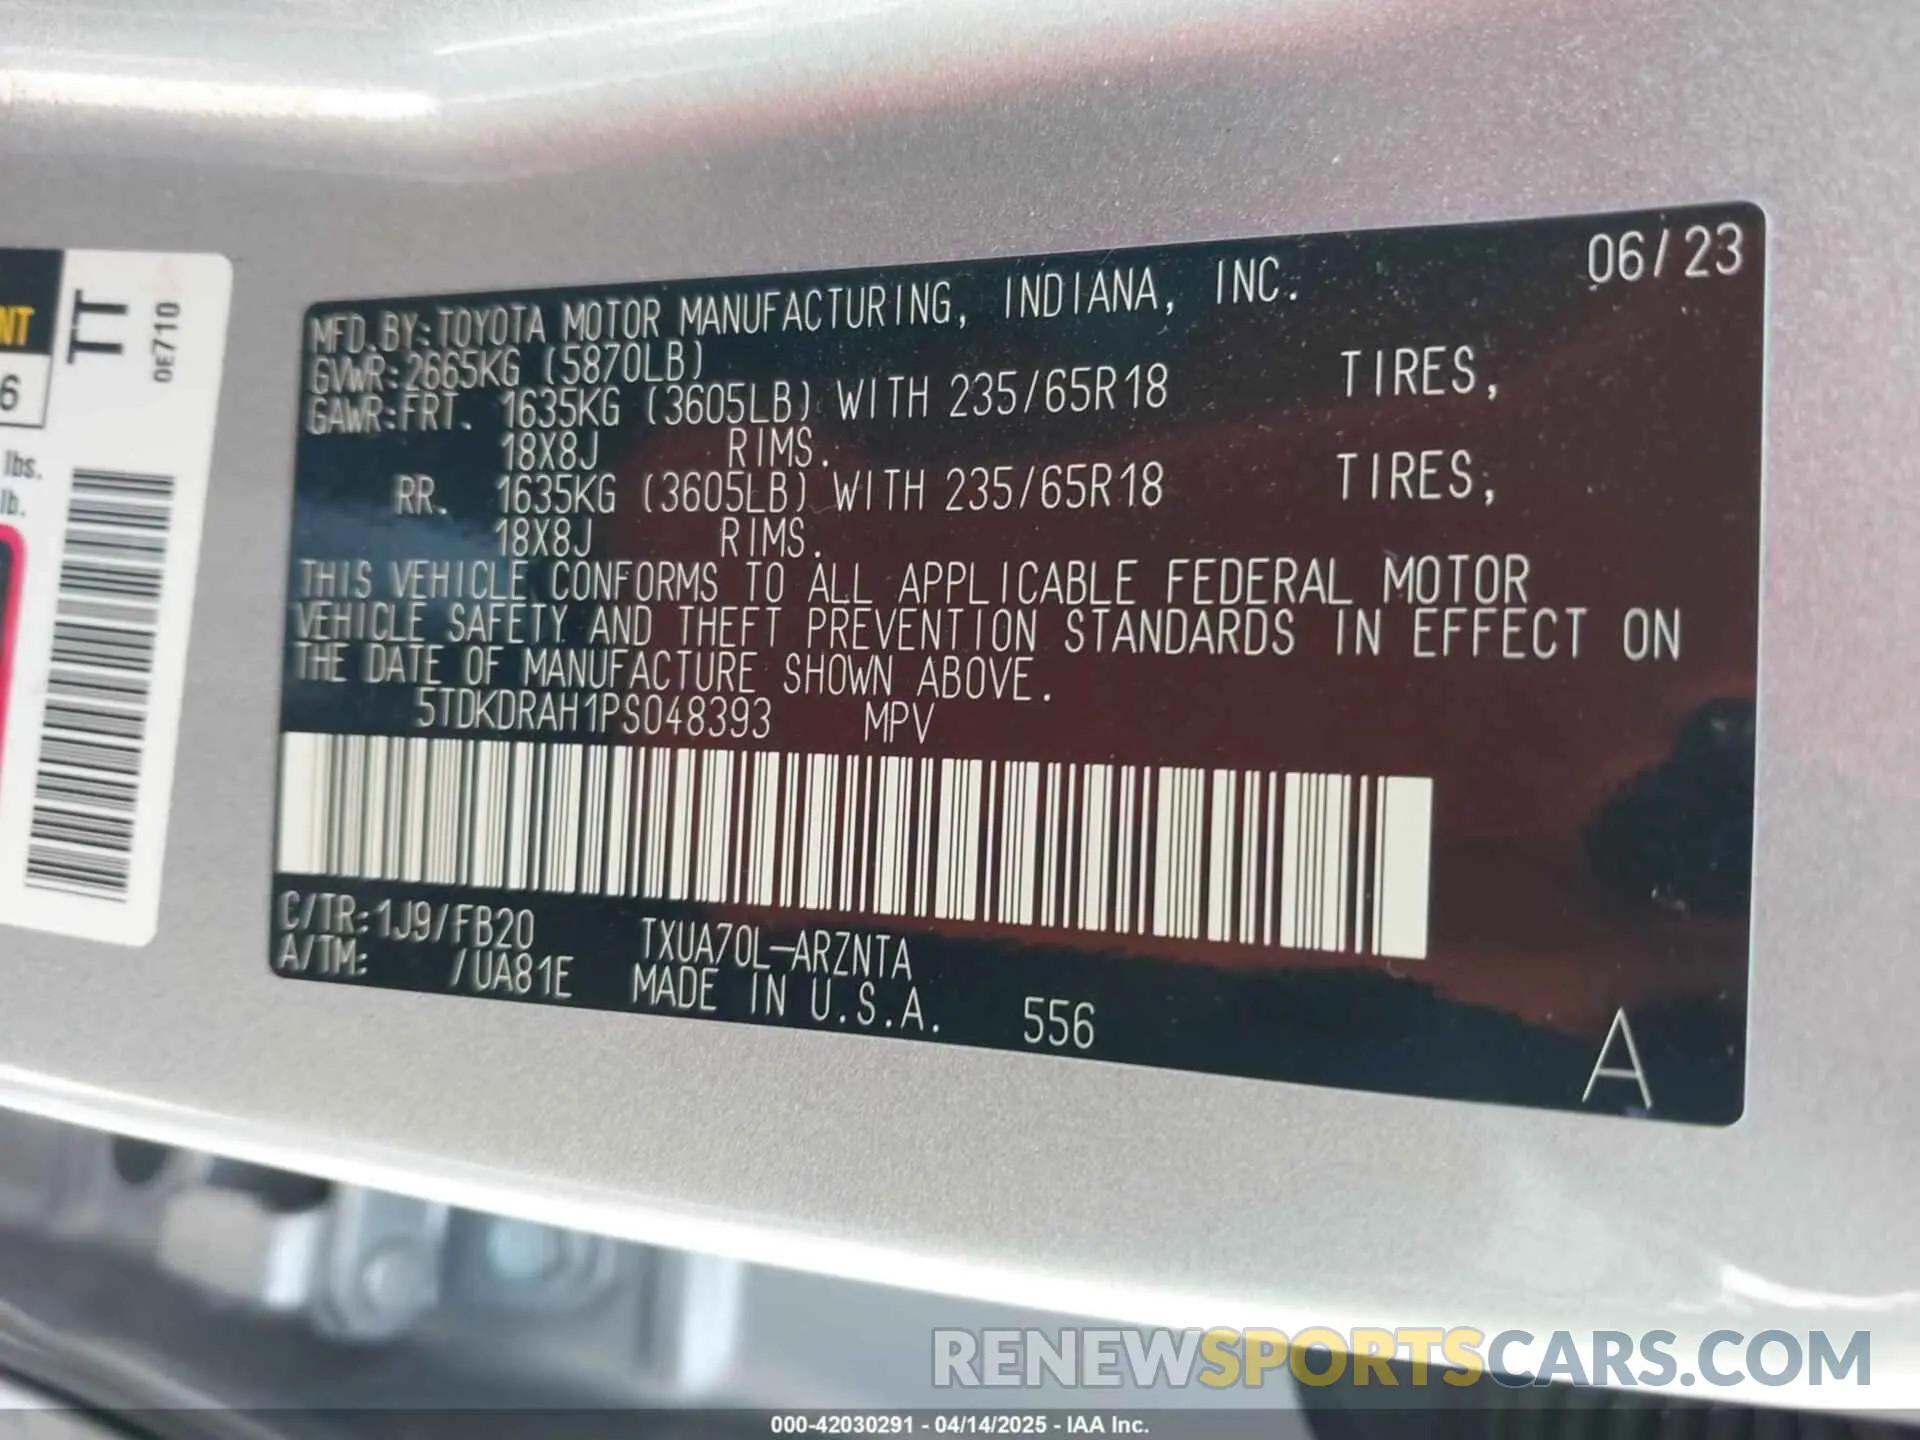 NT
6
lbs.
lb.
TT
0E710
06/23
MFD.BY:TOYOTA MOTOR MANUFACTURING, INDIANA, INC.
GVWR:2665KG (5870LB)
GAWR:FRT. 1635KG (3605LB) WITH 235/65R18 TIRES,
18X8J RIMS.
RR. 1635KG (3605LB) WITH 235/65R18 TIRES,
18X8J RIMS.
THIS VEHICLE CONFORMS TO ALL APPLICABLE FEDERAL MOTOR
VEHICLE SAFETY AND THEFT PREVENTION STANDARDS IN EFFECT ON
THE DATE OF MANUFACTURE SHOWN ABOVE.
5TDKDRAH1PS048393 MPV
C/TR:1J9/FB20 TXUA70L-ARZNTA
A/TM: /UA81E MADE IN U.S.A. 556
A
RENEWSPORTSCARS.COM
000-42030291 - 04/14/2025 - IAA Inc.